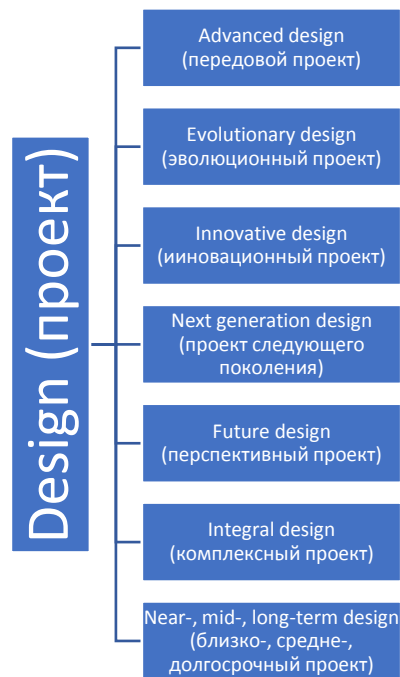 Design (проект)
Advanced design
(передовой проект)
Evolutionary design
(эволюционный проект)
Innovative design
(ииновационный проект)
Next generation design
(проект следующего
поколения)
Future design
(перспективный проект)
Integral design
(комплексный проект)
Near-, mid-, long-term design
(близко-, средне-,
долгосрочный проект)